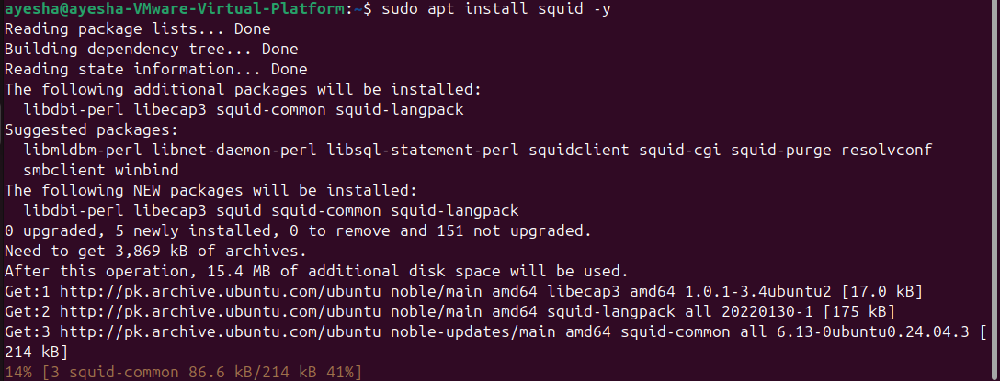 ayesha@ayesha-VMware-Virtual-Platform:~$ sudo apt install squid -y
Reading package lists... Done
Building dependency tree... Done
Reading state information... Done
The following additional packages will be installed:
  libdbi-perl libecap3 squid-common squid-langpack
Suggested packages:
  libmldbm-perl libnet-daemon-perl libsql-statement-perl squidclient squid-cgi squid-purge resolvconf
  smbclient winbind
The following NEW packages will be installed:
  libdbi-perl libecap3 squid squid-common squid-langpack
0 upgraded, 5 newly installed, 0 to remove and 151 not upgraded.
Need to get 3,869 kB of archives.
After this operation, 15.4 MB of additional disk space will be used.
Get:1 http://pk.archive.ubuntu.com/ubuntu noble/main amd64 libecap3 amd64 1.0.1-3.4ubuntu2 [17.0 kB]
Get:2 http://pk.archive.ubuntu.com/ubuntu noble/main amd64 squid-langpack all 20220130-1 [175 kB]
Get:3 http://pk.archive.ubuntu.com/ubuntu noble-updates/main amd64 squid-common all 6.13-0ubuntu0.24.04.3 [
214 kB]
14% [3 squid-common 86.6 kB/214 kB 41%]